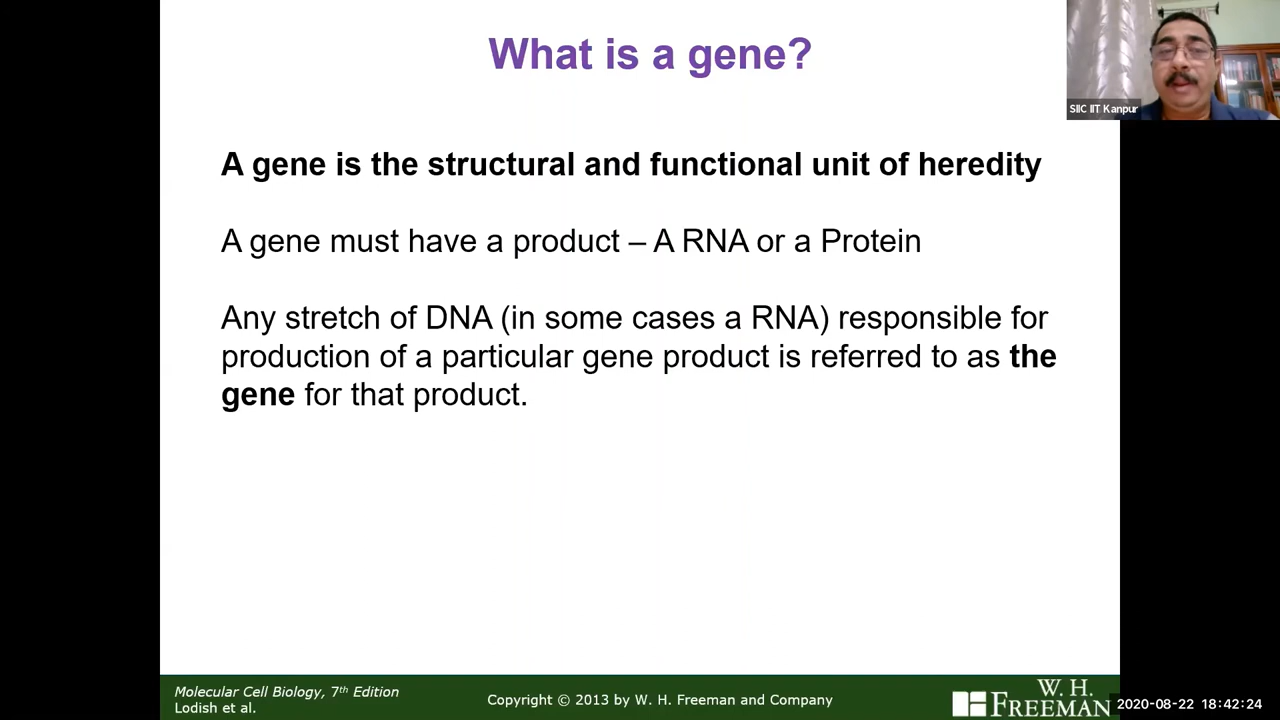 What is a gene?
SIIC IIT Kanpur
A gene is the structural and functional unit of heredity
A gene must have a product – A RNA or a Protein
Any stretch of DNA (in some cases a RNA) responsible for
production of a particular gene product is referred to as the
gene for that product.
Molecular Cell Biology, 7th Edition
Lodish et al.
Copyright © 2013 by W. H. Freeman and Company
W. H.
FREEMAN
2020-08-22 18:42:24